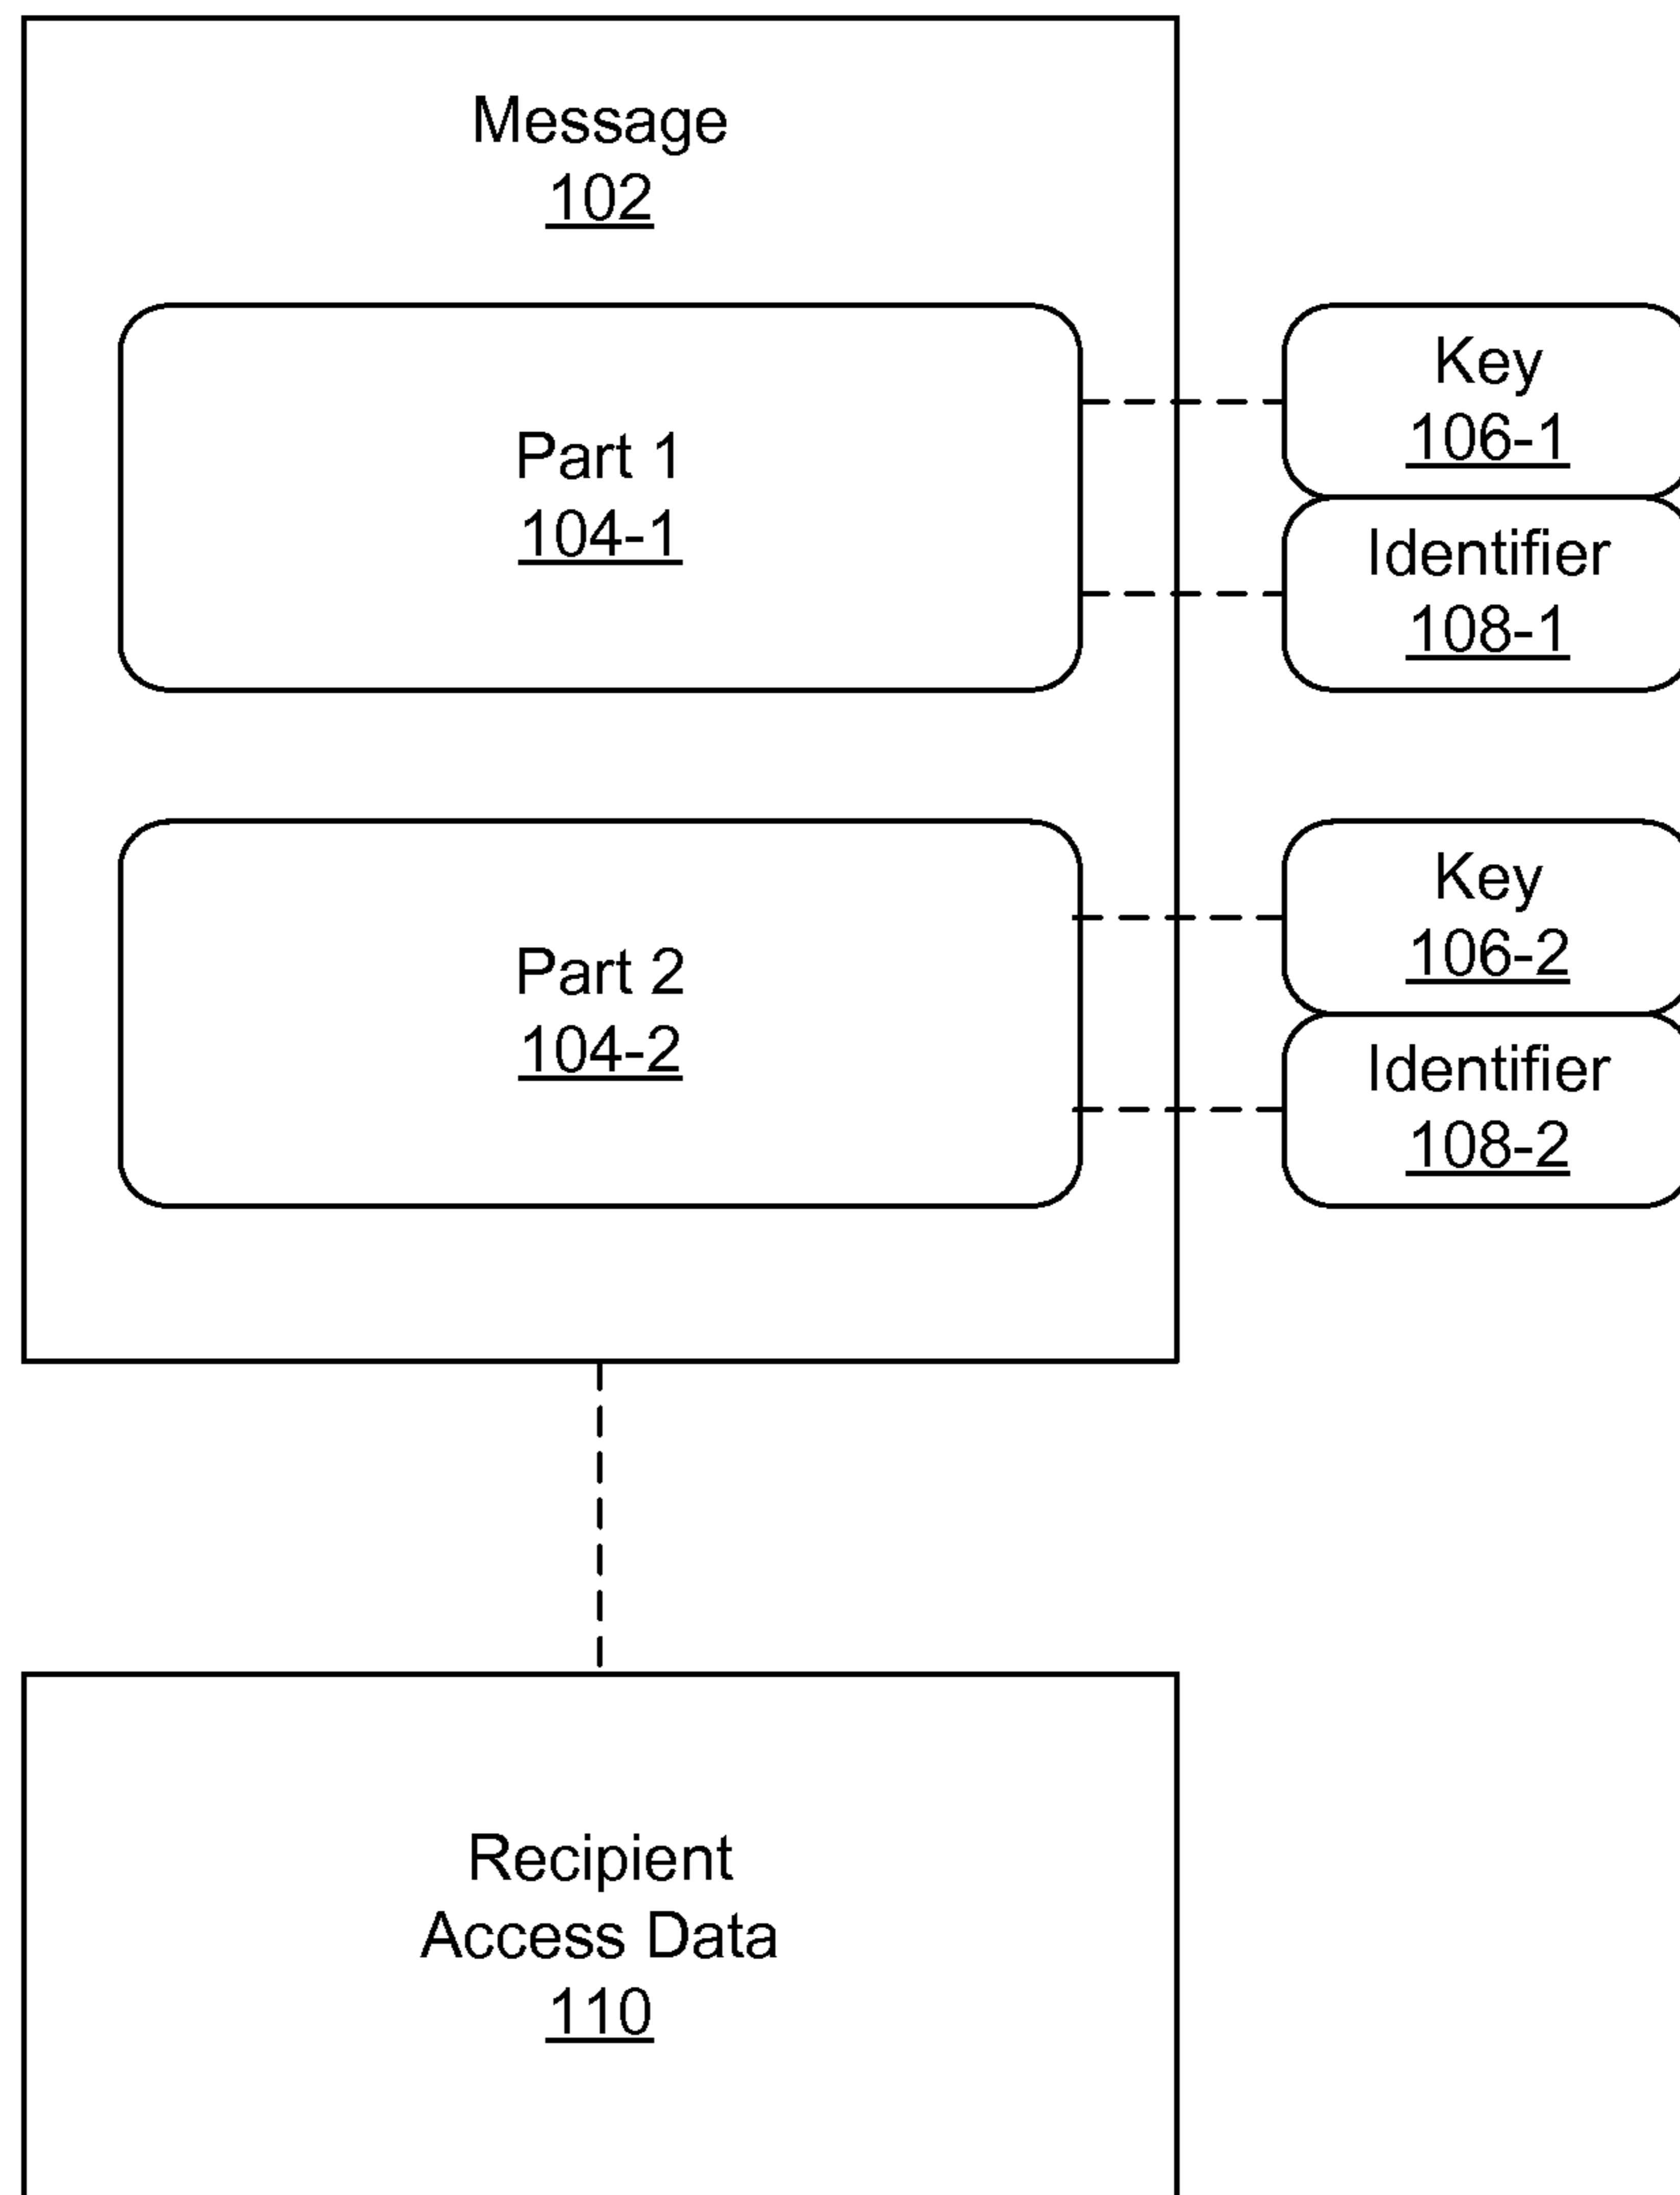 Message
102
Part 1
104-1
Key
106-1
Identifier
108-1
Part 2
104-2
Key
106-2
Identifier
108-2
Recipient
Access Data
110